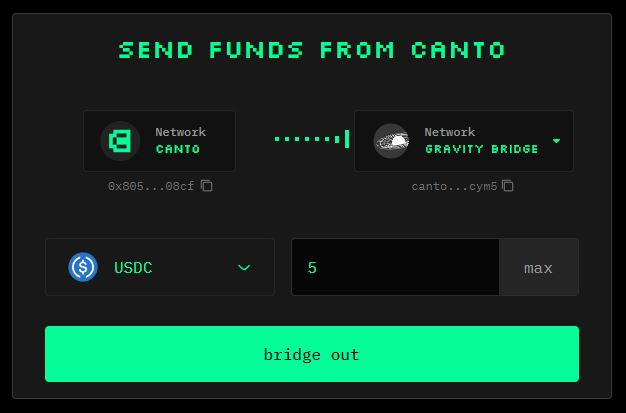 SEND FUNDS FROM CANTO
Network
CANTO
Network
GRAVITY BRIDGE
0x805...08cf
canto...cym5
USDC
5
max
bridge out